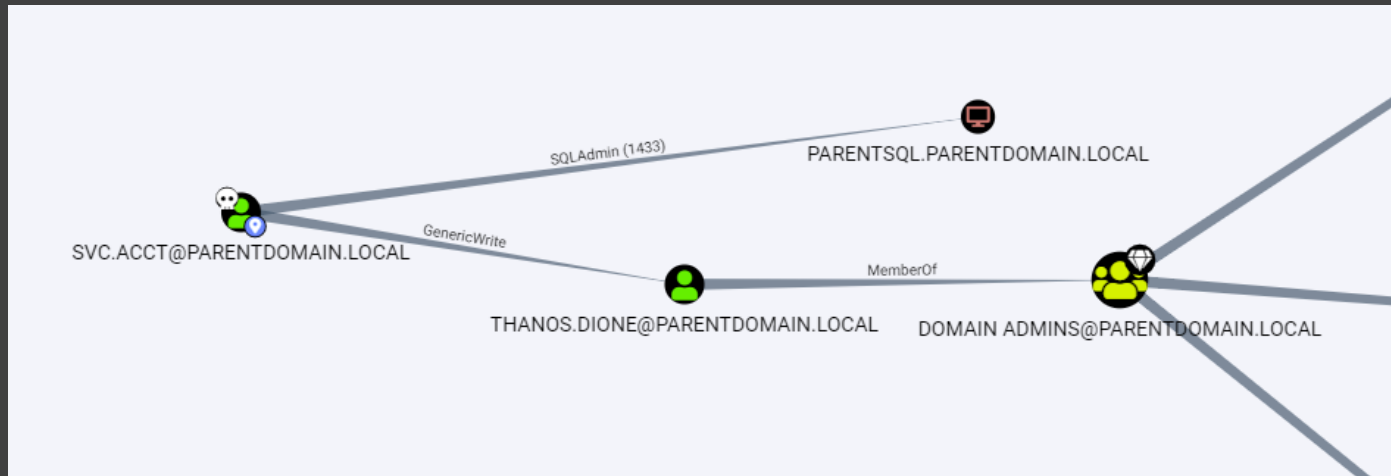 SQLAdmin (1433)
PARENTSQL.PARENTDOMAIN.LOCAL
SVC.ACCT@PARENTDOMAIN.LOCAL
GenericWrite
MemberOf
THANOS.DIONE@PARENTDOMAIN.LOCAL
DOMAIN ADMINS@PARENTDOMAIN.LOCAL